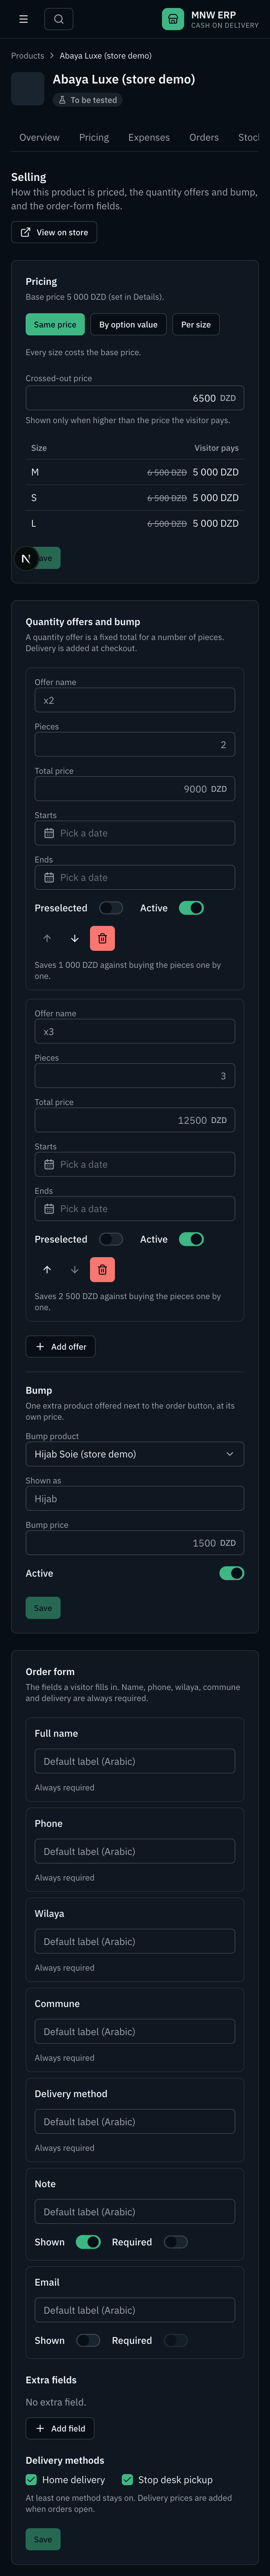 MNW ERP
CASH ON DELIVERY
Products > Abaya Luxe (store demo)
Abaya Luxe (store demo)
To be tested
Overview Pricing Expenses Orders
Selling
How this product is priced, the quantity offers and bump,
and the order-form fields.
View on store
Pricing
Base price 5 000 DZD (set in Details).
Same price By option value Per size
Every size costs the base price.
Crossed-out price
6500 DZD
Shown only when higher than the price the visitor pays.
Size Visitor pays
M 6 500 DZD 5 000 DZD
S 6 500 DZD 5 000 DZD
L 6 500 DZD 5 000 DZD
N
Quantity offers and bump
A quantity offer is a fixed total for a number of pieces.
Delivery is added at checkout.
Offer name
x2
Pieces
2
Total price
9000 DZD
Starts
Pick a date
Ends
Pick a date
Preselected Active
Saves 1 000 DZD against buying the pieces one by
one.
Offer name
x3
Pieces
3
Total price
12500 DZD
Starts
Pick a date
Ends
Pick a date
Preselected Active
Saves 2 500 DZD against buying the pieces one by
one.
+ Add offer
Bump
One extra product offered next to the order button, at its
own price.
Bump product
Hijab Soie (store demo)
Shown as
Hijab
Bump price
1500 DZD
Active
Save
Order form
The fields a visitor fills in. Name, phone, wilaya, commune
and delivery are always required.
Full name
Default label (Arabic)
Always required
Phone
Default label (Arabic)
Always required
Wilaya
Default label (Arabic)
Always required
Commune
Default label (Arabic)
Always required
Delivery method
Default label (Arabic)
Always required
Note
Default label (Arabic)
Shown Required
Email
Default label (Arabic)
Shown Required
Extra fields
No extra field.
+ Add field
Delivery methods
Home delivery Stop desk pickup
At least one method stays on. Delivery prices are added
when orders open.
Save